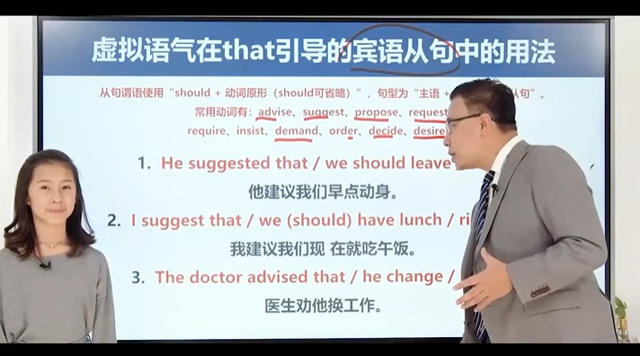 虚拟语气在that引导的宾语从句中的用法
从句谓语使用“should + 动词原形（should可省略）”，句型为“主语 + 从句”。
常用动词有：advise、suggest、propose、request
require、insist、demand、order、decide、desire
1. He suggested that / we should leave
他建议我们早点动身。
2. I suggest that / we (should) have lunch /
我建议我们现 在就吃午饭。
3. The doctor advised that / he change /
医生劝他换工作。